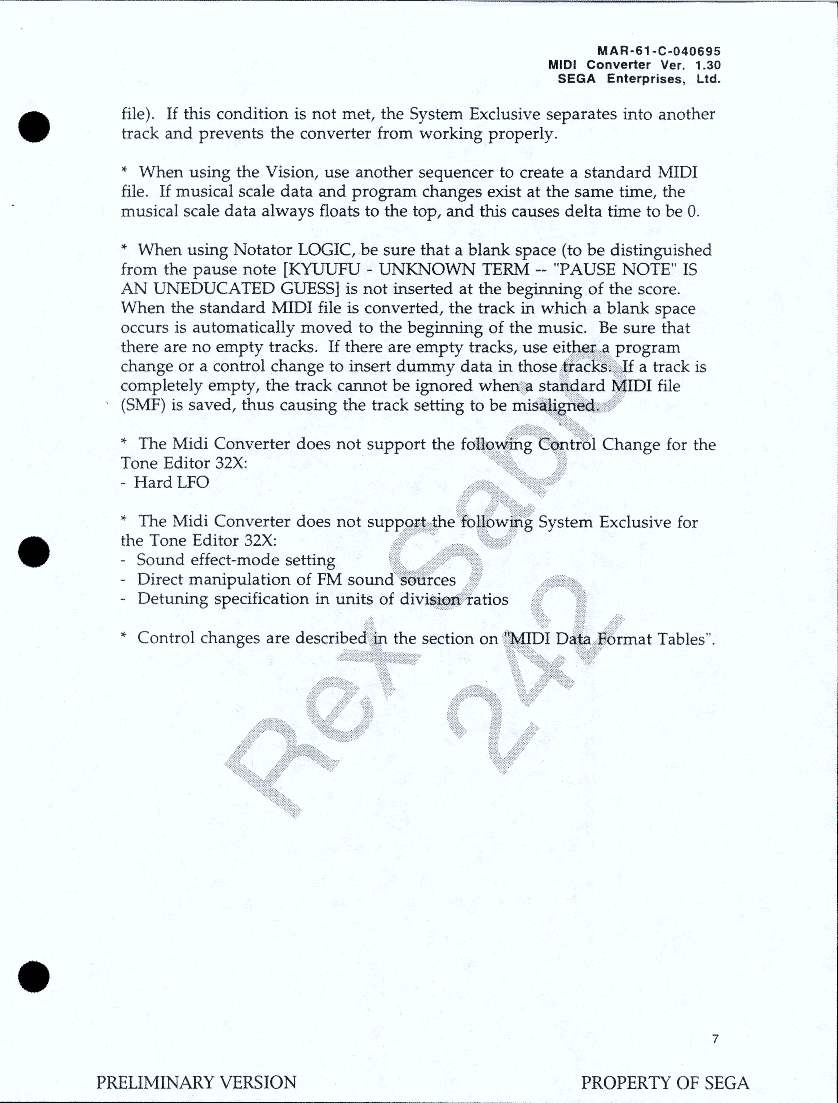 MAR-61-C-040695
MIDI Converter Ver. 1.30
SEGA Enterprises, Ltd.
file). If this condition is not met, the System Exclusive separates into another
track and prevents the converter from working properly.
* When using the Vision, use another sequencer to create a standard MIDI
file. If musical scale data and program changes exist at the same time, the
musical scale data always floats to the top, and this causes delta time to be 0.
* When using Notator LOGIC, be sure that a blank space (to be distinguished
from the pause note [KYUUFU - UNKNOWN TERM -- "PAUSE NOTE" IS
AN UNEDUCATED GUESS] is not inserted at the beginning of the score.
When the standard MIDI file is converted, the track in which a blank space
occurs is automatically moved to the beginning of the music. Be sure that
there are no empty tracks. If there are empty tracks, use either a program
change or a control change to insert dummy data in those tracks. If a track is
completely empty, the track cannot be ignored when a standard MIDI file
(SMF) is saved, thus causing the track setting to be misaligned.
* The Midi Converter does not support the following Control Change for the
Tone Editor 32X:
- Hard LFO
* The Midi Converter does not support the following System Exclusive for
the Tone Editor 32X:
- Sound effect-mode setting
- Direct manipulation of FM sound sources
- Detuning specification in units of division ratios
* Control changes are described in the section on "MIDI Data Format Tables".
Rex Sabio
242
7
PRELIMINARY VERSION
PROPERTY OF SEGA